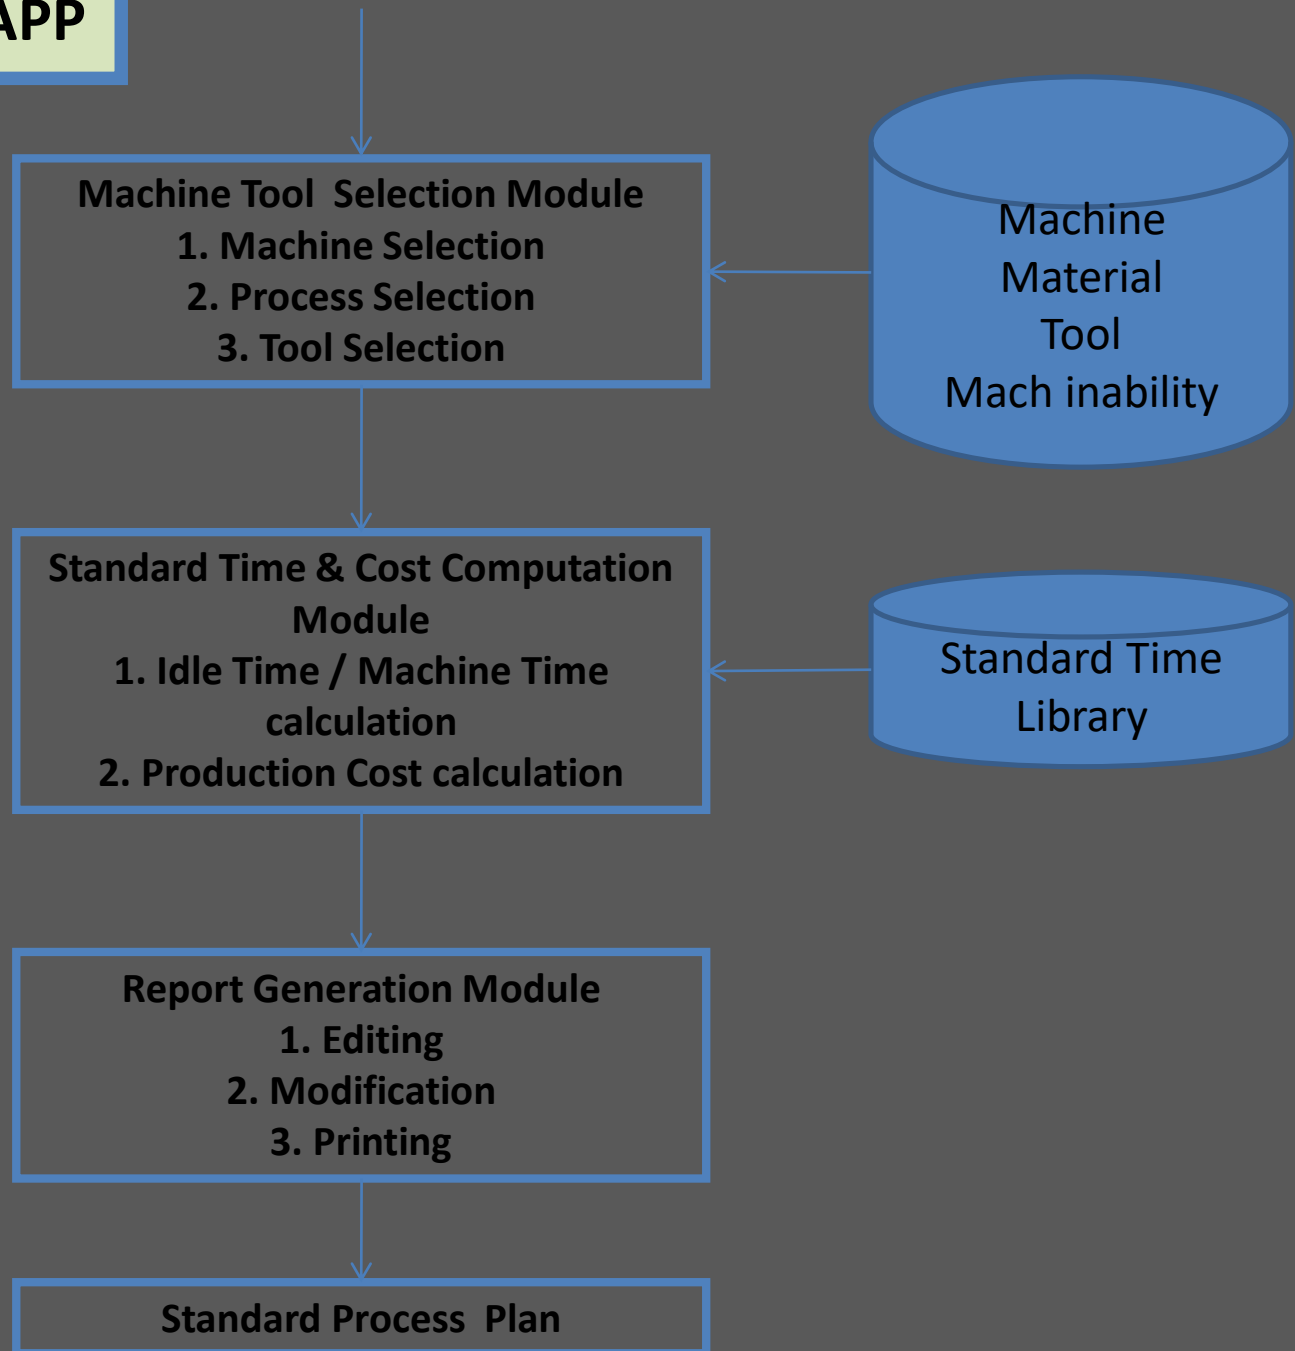 APP
Machine Tool Selection Module
1. Machine Selection
2. Process Selection
3. Tool Selection
Machine
Material
Tool
Mach inability
Standard Time & Cost Computation
Module
1. Idle Time / Machine Time
calculation
2. Production Cost calculation
Standard Time
Library
Report Generation Module
1. Editing
2. Modification
3. Printing
Standard Process Plan